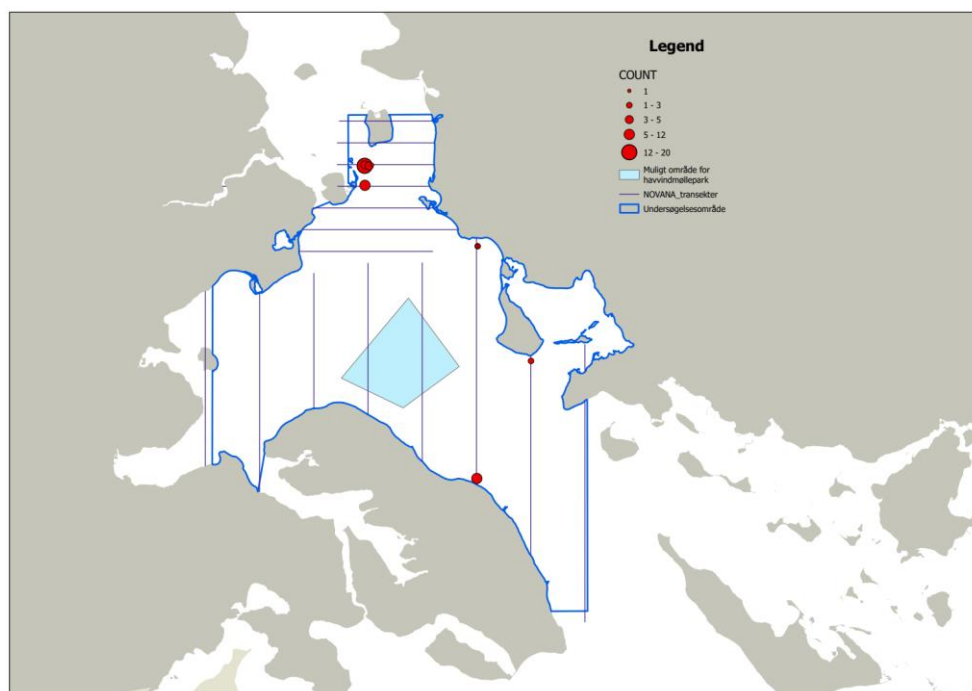 Legend
COUNT
1
1 - 3
3 - 5
5 - 12
12 - 20
Muligt område for
havvindmøllepark
NOVANA_transekter
Undersøgelsesområde